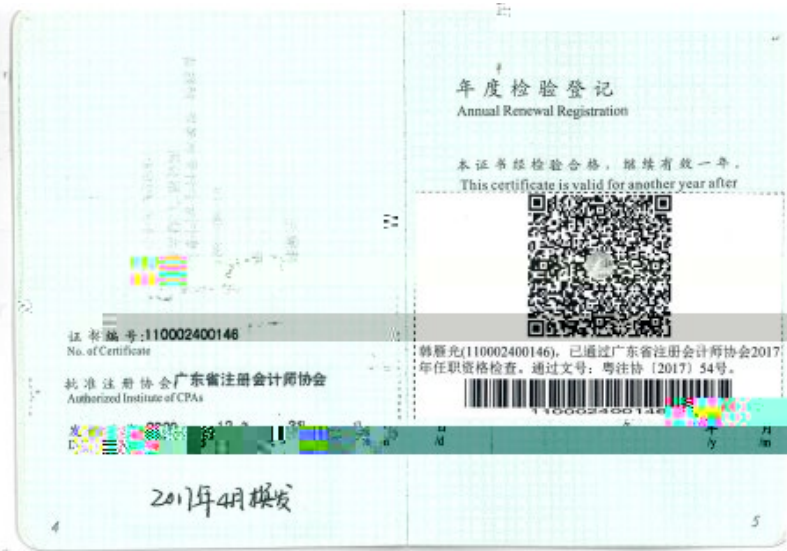 证书编号:110002400146
No. of Certificate
批准注册协会广东省注册会计师协会
Authorized Institute of CPAs
2017年4月换发
4
年度检验登记
Annual Renewal Registration
本证书经检验合格,继续有效一年。
This certificate is valid for another year after
韩雁光(110002400146),已通过广东省注册会计师协会2017
年任职资格检查。通过文号:粤注协〔2017〕54号。
110002400146
年 月
/d /y /m
5